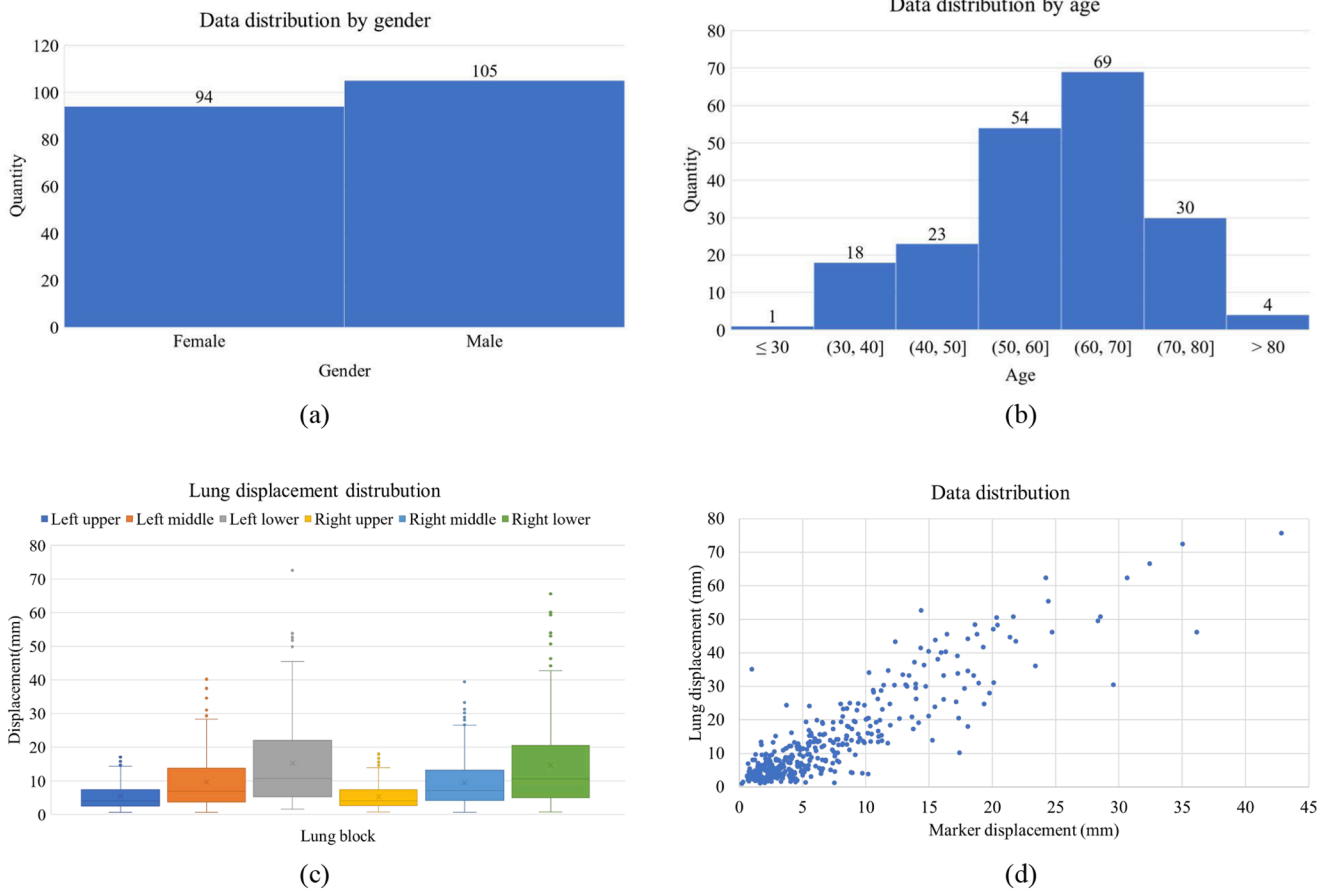 Data distribution by gender
120
100
80
60
40
20
0
Quantity
94
105
Female Male
Gender
(a)
Data distribution by age
80
70
60
50
40
30
20
10
0
Quantity
1
18
23
54
69
30
4
≤ 30 (30, 40] (40, 50] (50, 60] (60, 70] (70, 80] > 80
Age
(b)
Lung displacement distrubution
Left upper Left middle Left lower Right upper Right middle Right lower
80
70
60
50
40
30
20
10
0
Displacement(mm)
Lung block
(c)
Data distribution
80
70
60
50
40
30
20
10
0
Lung displacement (mm)
0 5 10 15 20 25 30 35 40 45
Marker displacement (mm)
(d)